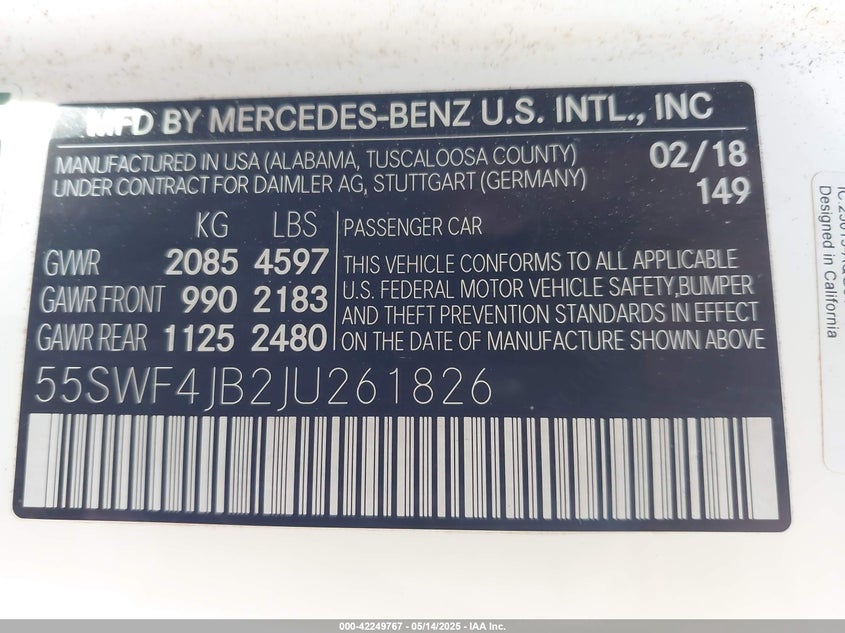 MFD BY MERCEDES-BENZ U.S. INTL., INC
MANUFACTURED IN USA (ALABAMA, TUSCALOOSA COUNTY) 02/18
UNDER CONTRACT FOR DAIMLER AG, STUTTGART (GERMANY) 149
KG LBS PASSENGER CAR
GVWR 2085 4597 THIS VEHICLE CONFORMS TO ALL APPLICABLE
GAWR FRONT 990 2183 U.S. FEDERAL MOTOR VEHICLE SAFETY,BUMPER
AND THEFT PREVENTION STANDARDS IN EFFECT
GAWR REAR 1125 2480 ON THE DATE OF MANUFACTURE SHOWN ABOVE
55SWF4JB2JU261826
Designed in California
000-42249767 - 05/14/2025 - IAA Inc.